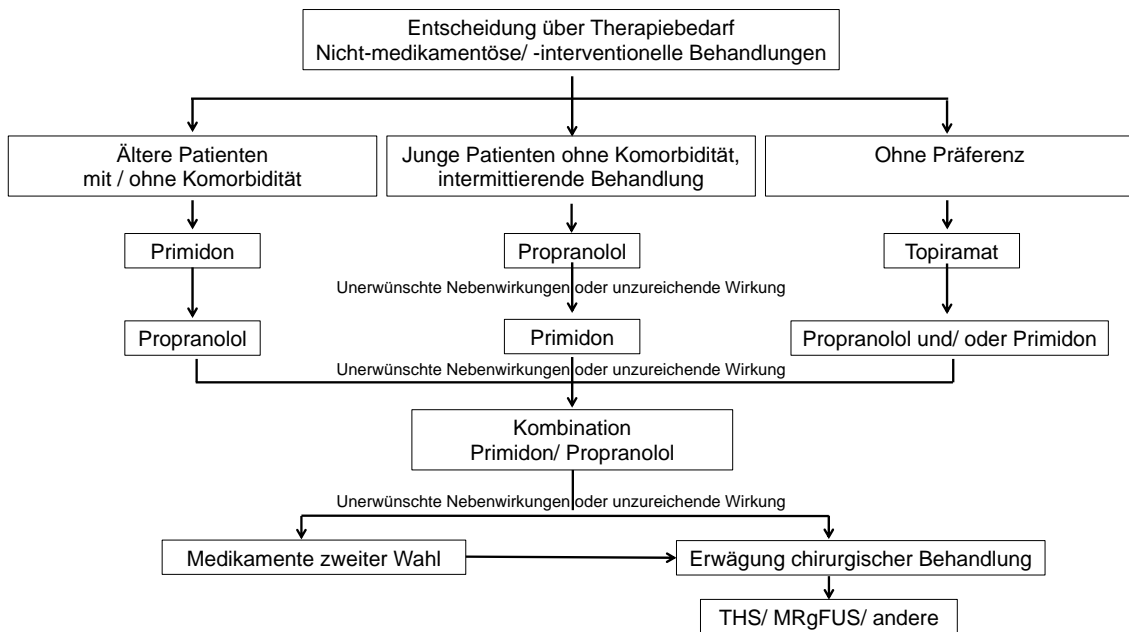 Entscheidung über Therapiebedarf
Nicht-medikamentöse/ -interventionelle Behandlungen
Ältere Patienten
mit / ohne Komorbidität
Junge Patienten ohne Komorbidität,
intermittierende Behandlung
Ohne Präferenz
Primidon
Propranolol
Topiramat
Unerwünschte Nebenwirkungen oder unzureichende Wirkung
Propranolol
Primidon
Propranolol und/ oder Primidon
Unerwünschte Nebenwirkungen oder unzureichende Wirkung
Kombination
Primidon/ Propranolol
Unerwünschte Nebenwirkungen oder unzureichende Wirkung
Medikamente zweiter Wahl
Erwägung chirurgischer Behandlung
THS/ MRgFUS/ andere